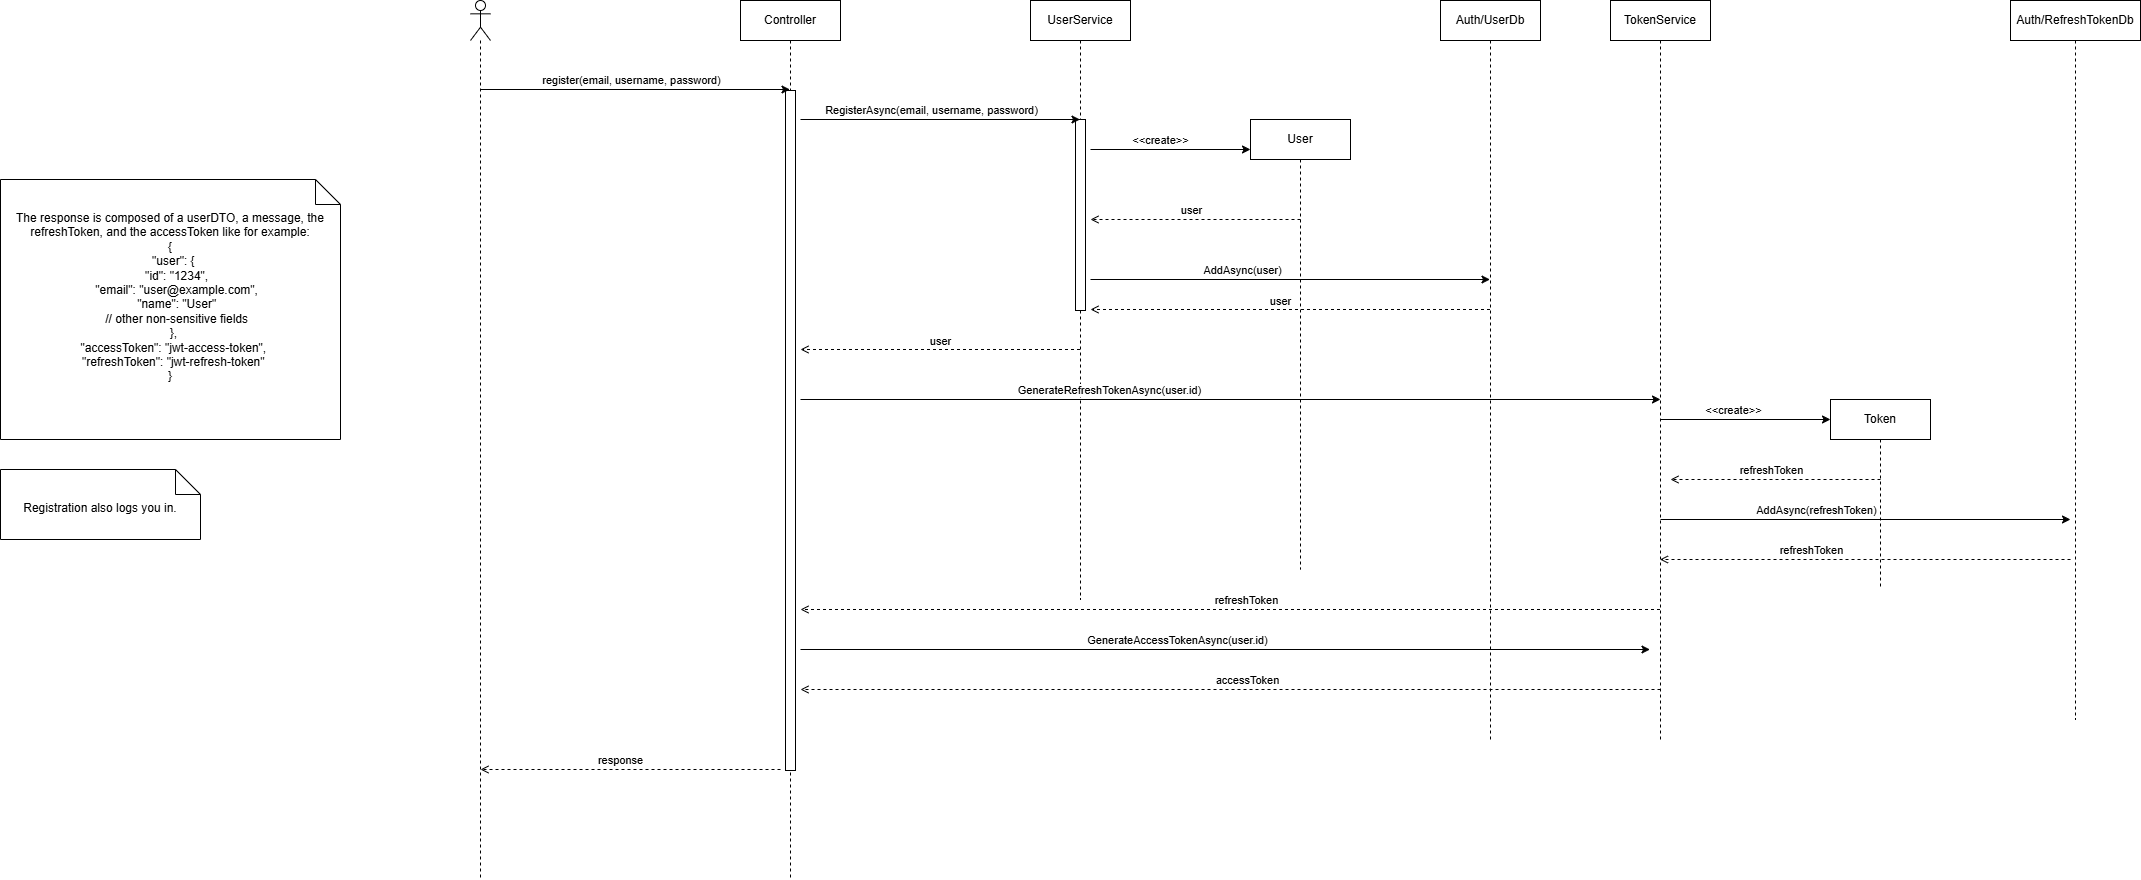 Controller
UserService
Auth/UserDb
TokenService
Auth/RefreshTokenDb
register(email, username, password)
RegisterAsync(email, username, password)
<<create>>
User
user
AddAsync(user)
user
user
The response is composed of a userDTO, a message, the
refreshToken, and the accessToken like for example:
{
"user": {
"id": "1234",
"email": "user@example.com",
"name": "User"
// other non-sensitive fields
},
"accessToken": "jwt-access-token",
"refreshToken": "jwt-refresh-token"
}
GenerateRefreshTokenAsync(user.id)
<<create>>
Token
refreshToken
Registration also logs you in.
AddAsync(refreshToken)
refreshToken
refreshToken
GenerateAccessTokenAsync(user.id)
accessToken
response